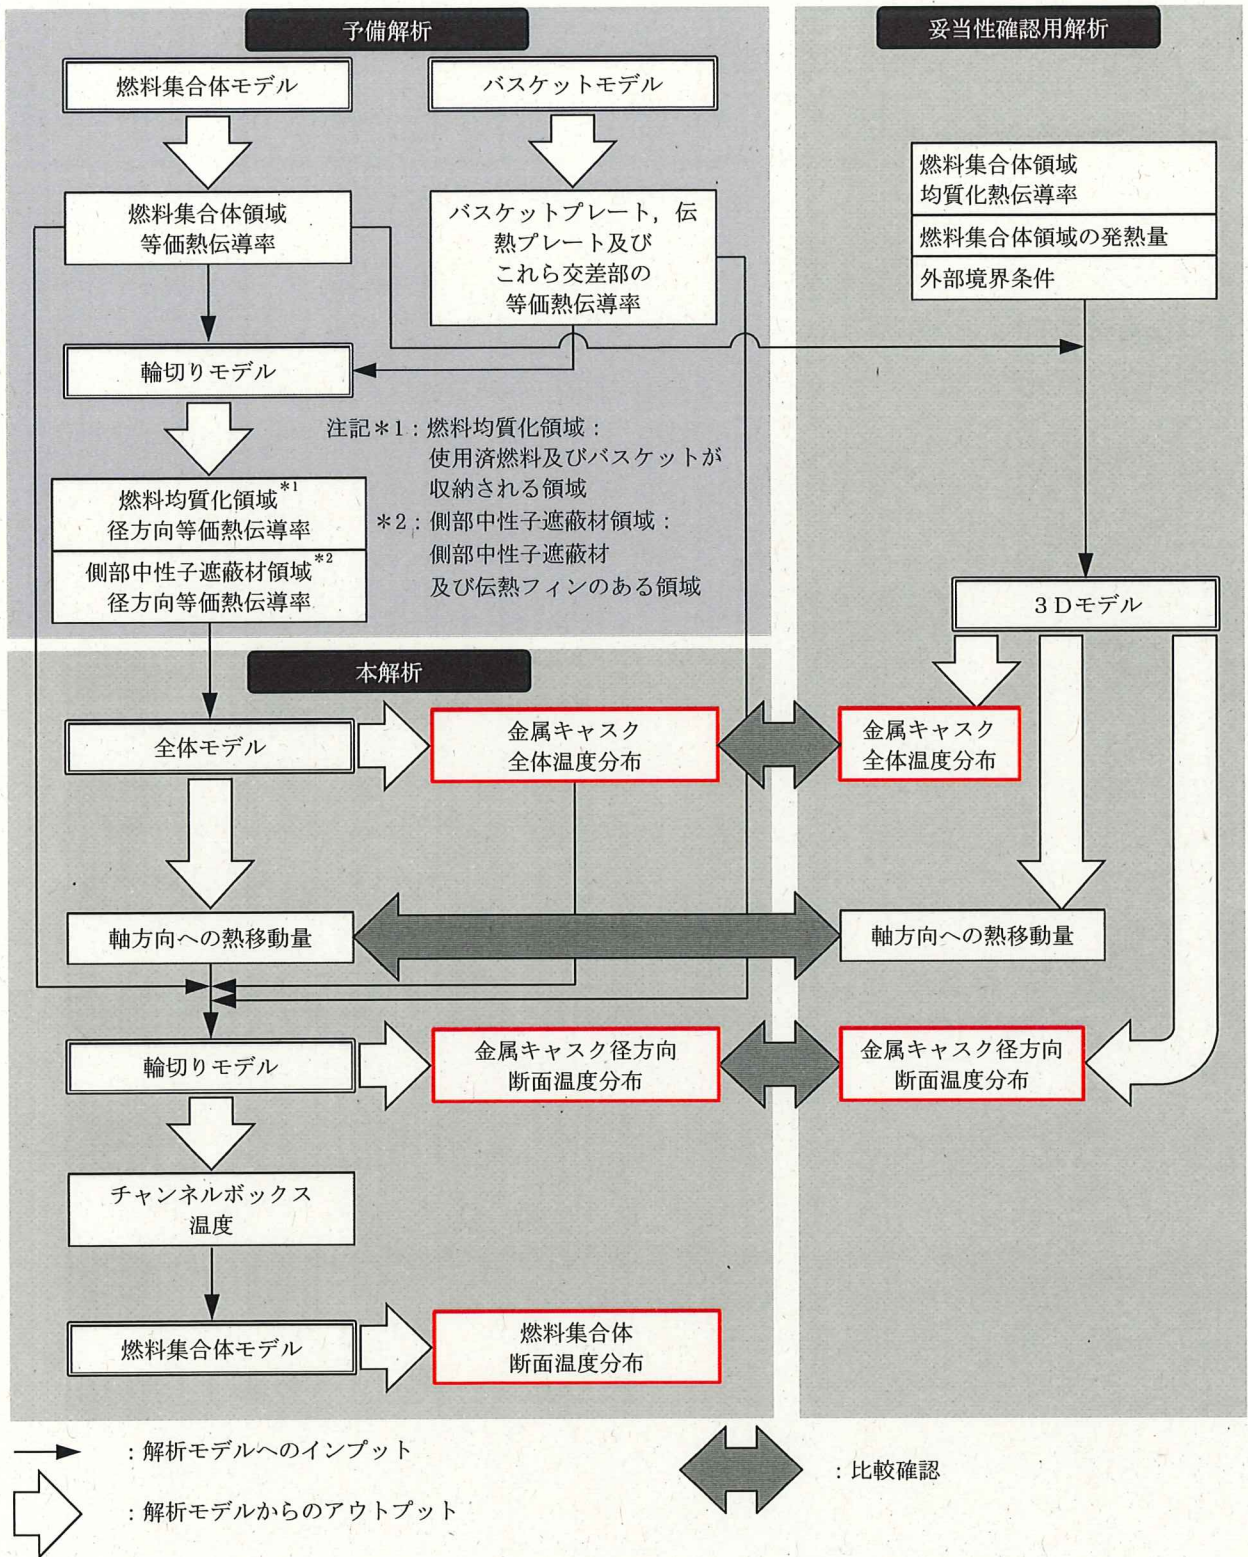 予備解析
燃料集合体モデル
バスケットモデル
燃料集合体領域
等価熱伝導率
バスケットプレート，伝
熱プレート及び
これら交差部の
等価熱伝導率
輪切りモデル
注記＊1：燃料均質化領域：
使用済燃料及びバスケットが
収納される領域
＊2：側部中性子遮蔽材領域：
側部中性子遮蔽材
及び伝熱フィンのある領域
燃料均質化領域＊1
径方向等価熱伝導率
側部中性子遮蔽材領域＊2
径方向等価熱伝導率
妥当性確認用解析
燃料集合体領域
均質化熱伝導率
燃料集合体領域の発熱量
外部境界条件
3Dモデル
本解析
全体モデル
金属キャスク
全体温度分布
金属キャスク
全体温度分布
軸方向への熱移動量
軸方向への熱移動量
輪切りモデル
金属キャスク径方向
断面温度分布
金属キャスク径方向
断面温度分布
チャンネルボックス
温度
燃料集合体モデル
燃料集合体
断面温度分布
：解析モデルへのインプット
：解析モデルからのアウトプット
：比較確認